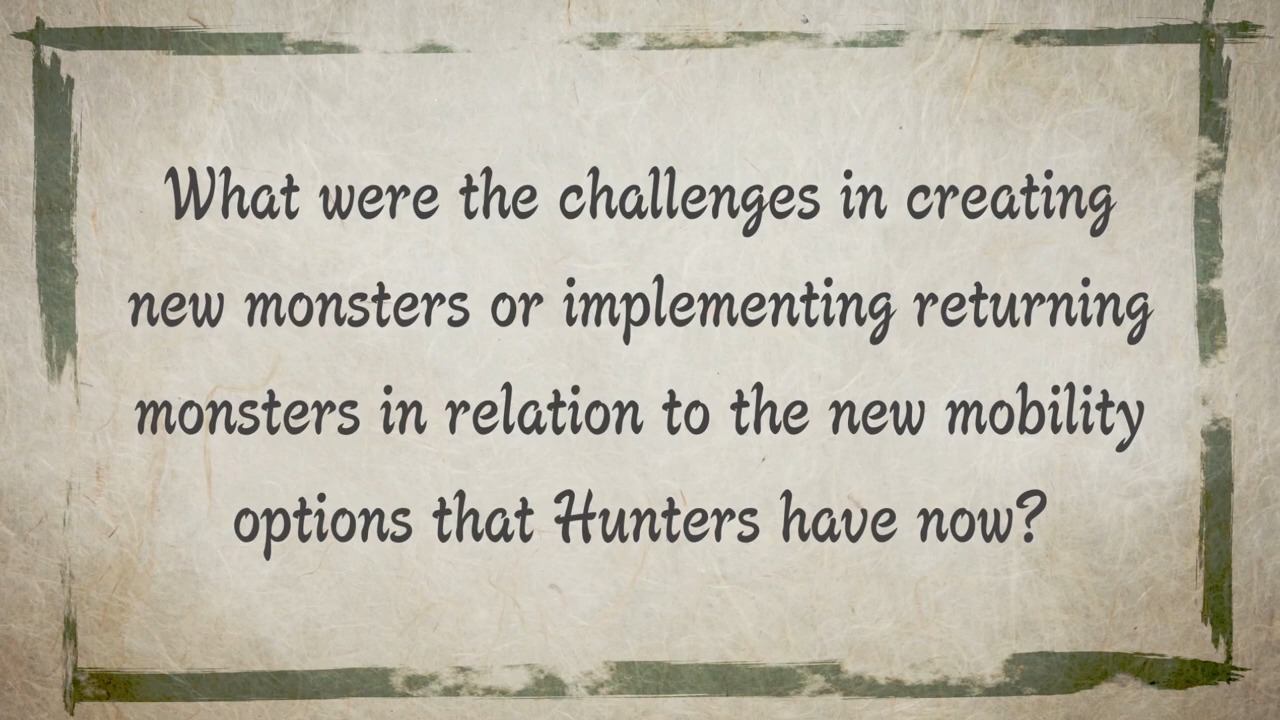 What were the challenges in creating
new monsters or implementing returning
monsters in relation to the new mobility
options that Hunters have now?